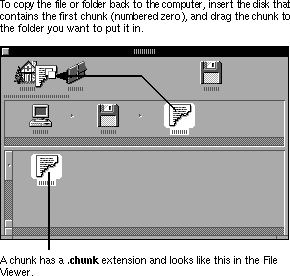 To copy the file or folder back to the computer, insert the disk that
contains the first chunk (numbered zero), and drag the chunk to
the folder you want to put it in.
A chunk has a .chunk extension and looks like this in the File
Viewer.